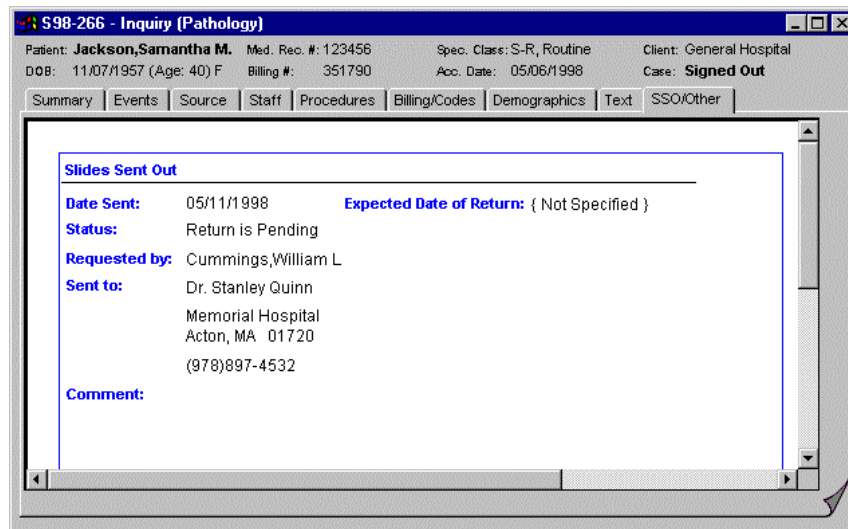 S98-266 - Inquiry (Pathology)
Patient: Jackson,Samantha M. Med. Rec. #: 123456 Spec. Class: S-R, Routine Client: General Hospital
DOB: 11/07/1957 (Age: 40) F Billing #: 351790 Acc. Date: 05/06/1998 Case: Signed Out
Summary Events Source Staff Procedures Billing/Codes Demographics Text SSO/Other
Slides Sent Out
Date Sent: 05/11/1998 Expected Date of Return: { Not Specified }
Status: Return is Pending
Requested by: Cummings,William L
Sent to: Dr. Stanley Quinn
Memorial Hospital
Acton, MA 01720
(978)897-4532
Comment: